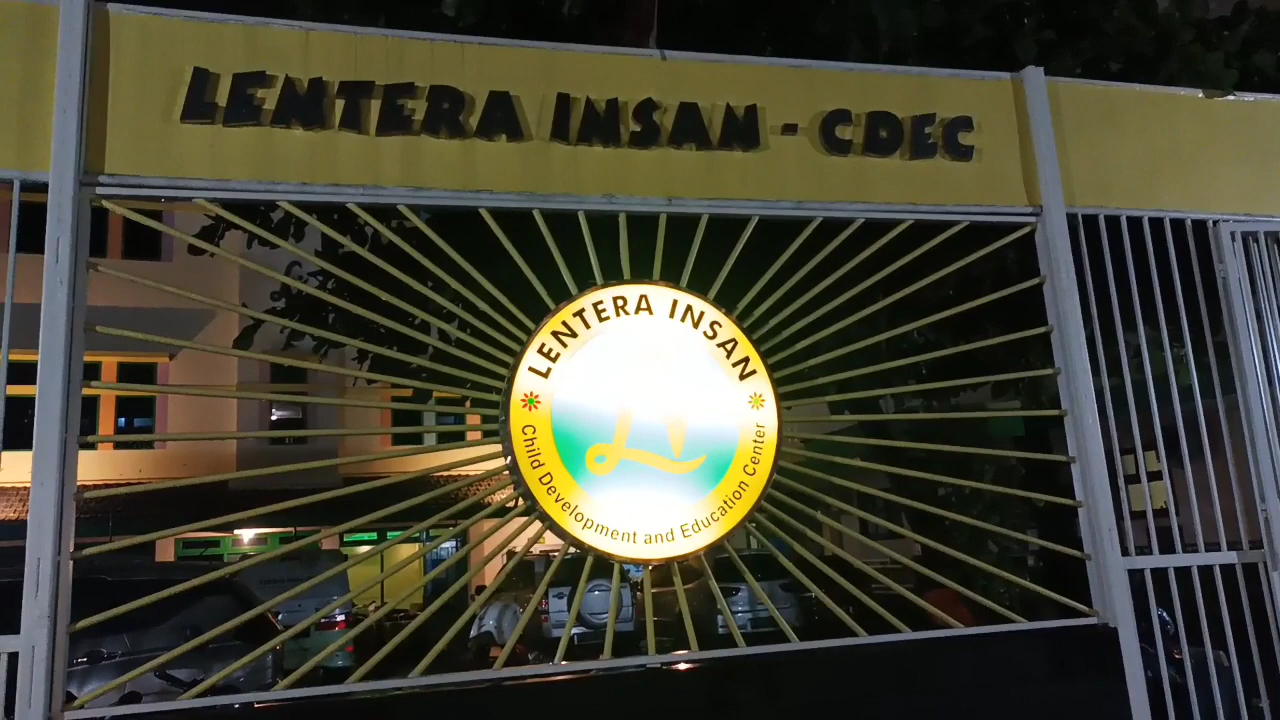 LENTERA INSAN - CDEC
LENTERA INSAN
Child Development and Education Center